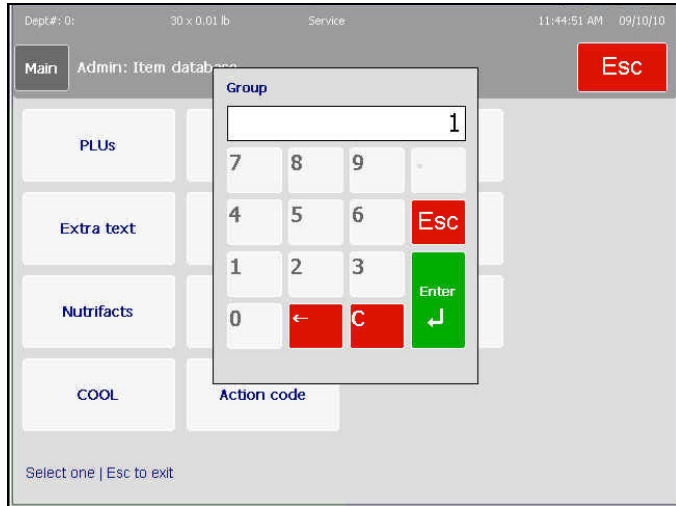 Dept#: 0: 30 x 0.01 lb Service 11:44:51 AM 09/10/10
Main Admin: Item database Esc
Group
1
PLUs
7 8 9 .
Extra text
4 5 6 Esc
1 2 3
Enter
Nutrifacts
0 ← C ↵
COOL Action code
Select one | Esc to exit